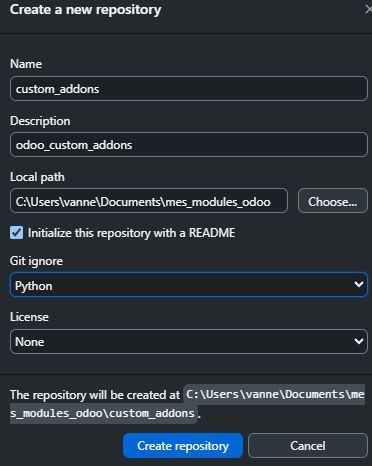 Create a new repository
Name
custom_addons
Description
odoo_custom_addons
Local path
C:\Users\vanne\Documents\mes_modules_odoo
Choose...
Initialize this repository with a README
Git ignore
Python
License
None
The repository will be created at C:\Users\vanne\Documents\me
s_modules_odoo\custom_addons.
Create repository
Cancel